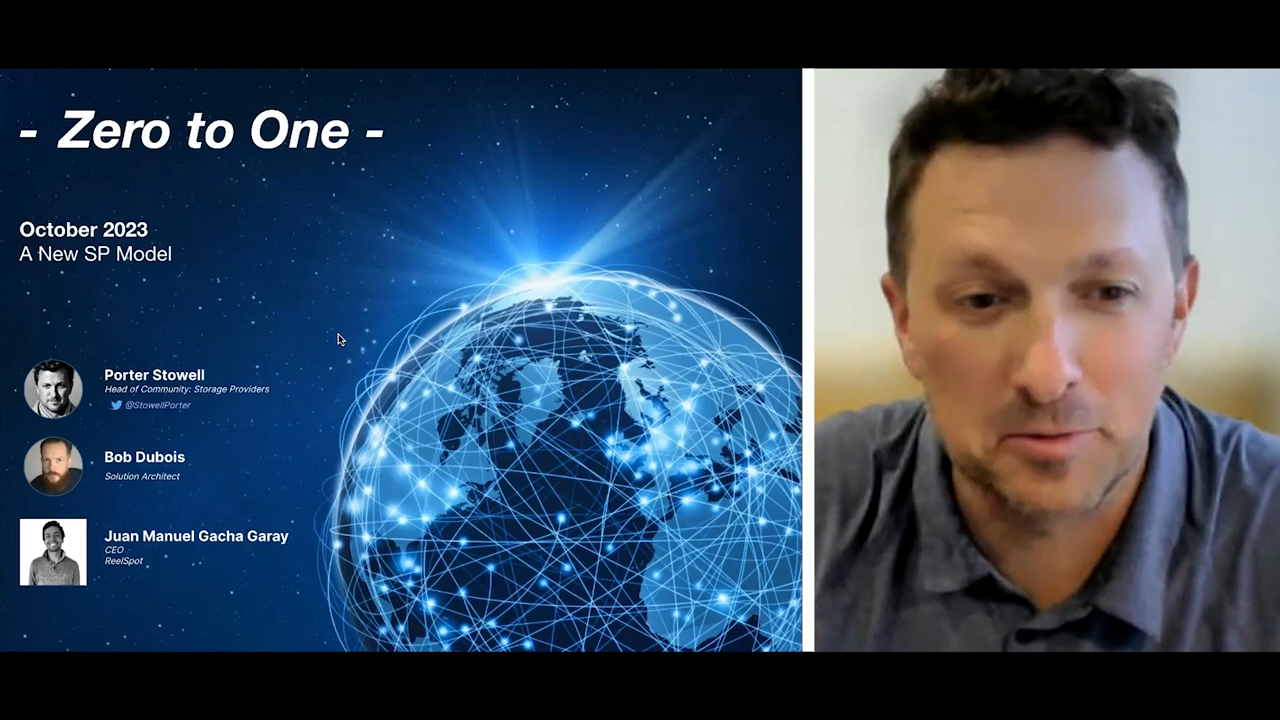 - Zero to One -
October 2023
A New SP Model
Porter Stowell
Head of Community: Storage Providers
@StowellPorter
Bob Dubois
Solution Architect
Juan Manuel Gacha Garay
CEO
ReelSpot